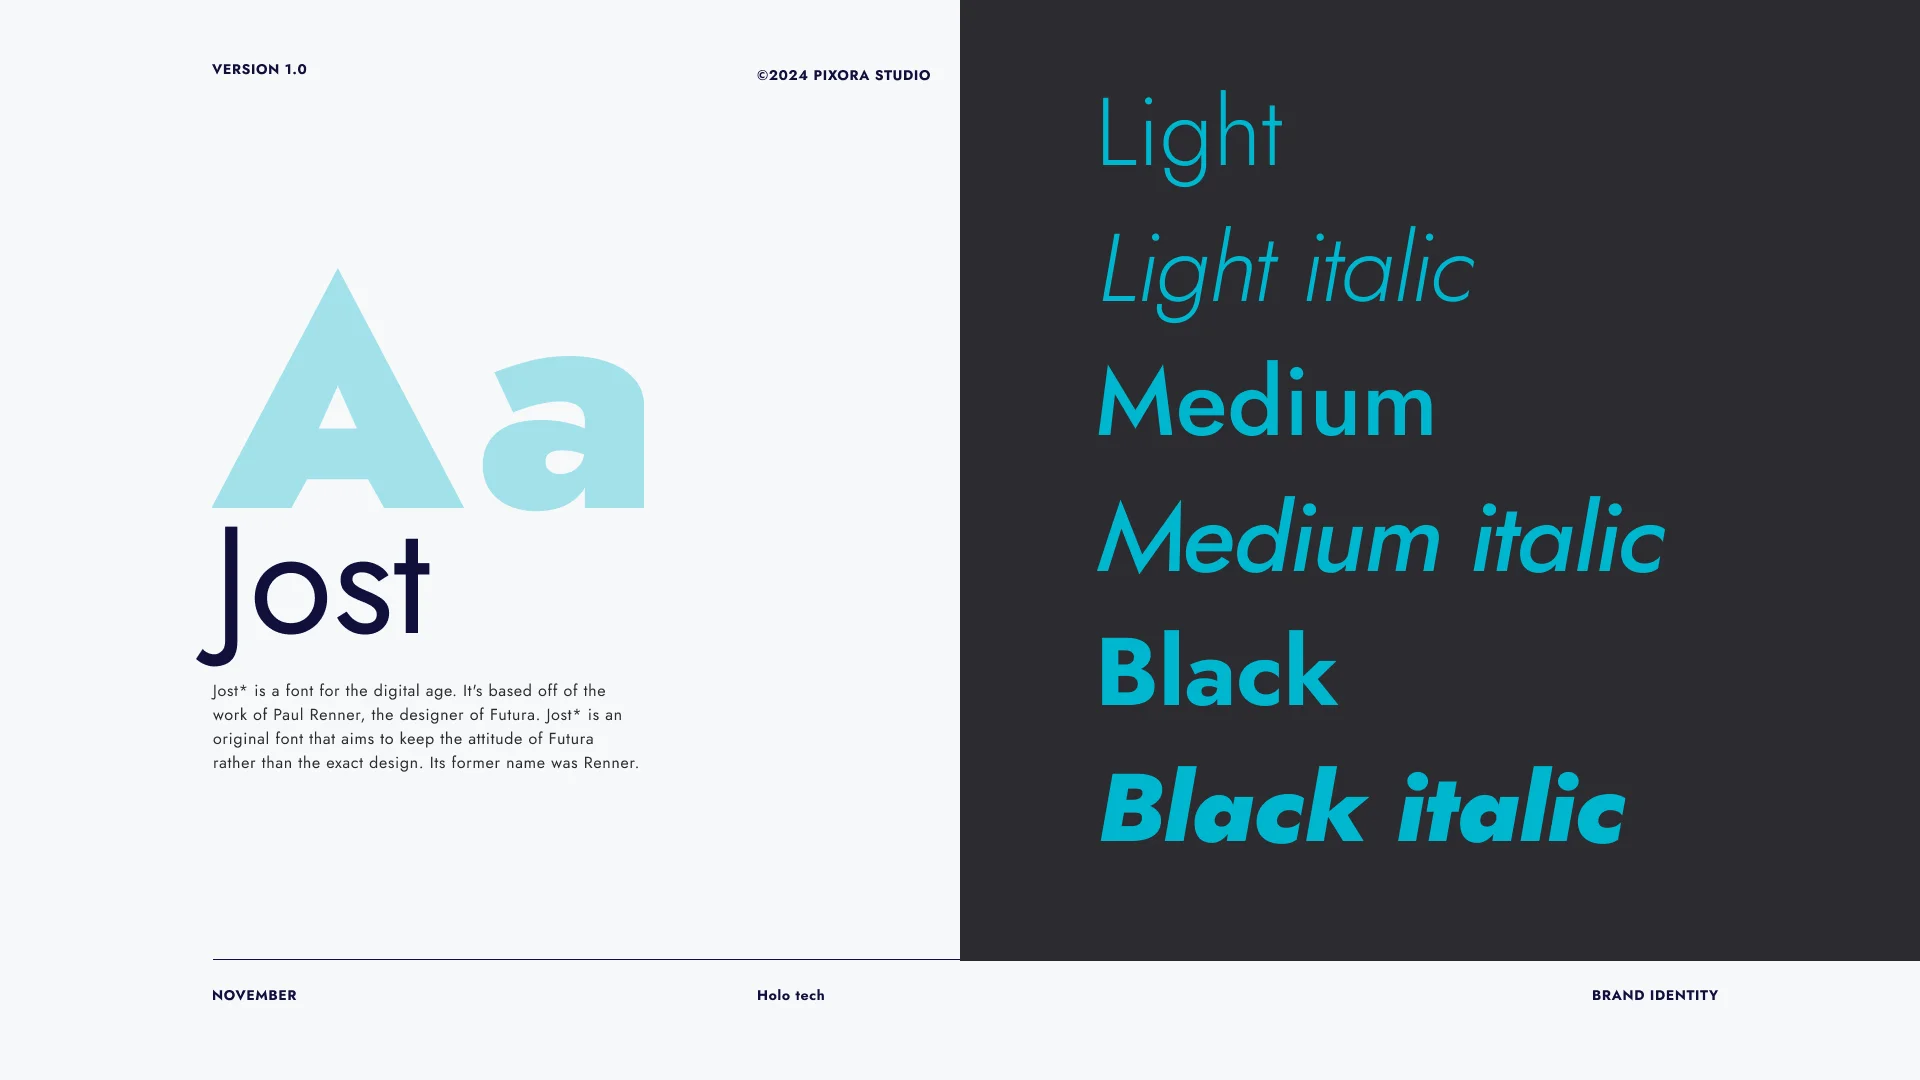 VERSION 1.0
©2024 PIXORA STUDIO
Aa
Jost
Jost* is a font for the digital age. It's based off of the
work of Paul Renner, the designer of Futura. Jost* is an
original font that aims to keep the attitude of Futura
rather than the exact design. Its former name was Renner.
Light
Light italic
Medium
Medium italic
Black
Black italic
NOVEMBER
Holo tech
BRAND IDENTITY